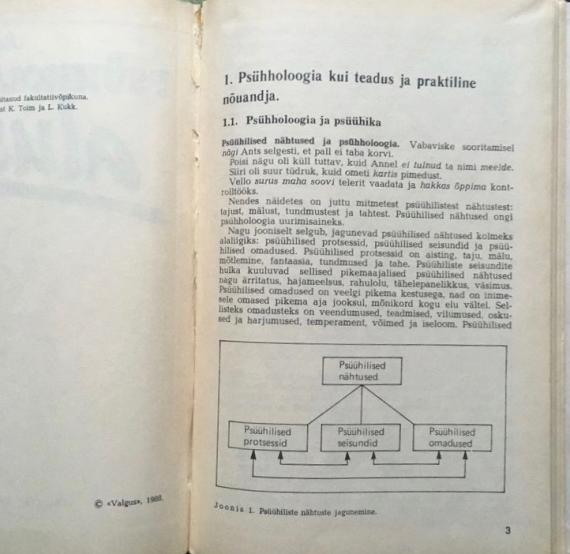 itasud fakultatiivõpikuna.
K. Toim ja L. Kukk.
© «Valgus», 1988.
1. Psühholoogia kui teadus ja praktiline
nõuandja.
1.1. Psühholoogia ja psüühika
Psüühilised nähtused ja psühholoogia. Vabaviske sooritamisel
nägi Ants selgesti, et pall ei taba korvi.
Poisi nägu oli küll tuttav, kuid Annel ei tulnud ta nimi meelde.
Siiri oli suur tüdruk, kuid ometi kartis pimedust.
Vello surus maha soovi telerit vaadata ja hakkas õppima kont-
rolltööks.
Nendes näidetes on juttu mitmetest psüühilistest nähtustest:
tajust, mälust, tundmustest ja tahtest. Psüühilised nähtused ongi
psühholoogia uurimisaineks.
Nagu jooniselt selgub, jagunevad psüühilised nähtused kolmeks
alaliigiks: psüühilised protsessid, psüühilised seisundid ja psüü-
hilised omadused. Psüühilised protsessid on aisting, taju, mälu,
mõtlemine, fantaasia, tundmused ja tahe. Psüühiliste seisundite
hulka kuuluvad sellised pikemaajalised psüühilised nähtused
nagu ärritatus, hajameelsus, rahulolu, tähelepanelikkus, väsimus.
Psüühilised omadused on veelgi pikema kestusega, nad on inime-
sele omased pikema aja jooksul, mõnikord kogu elu vältel. Sel-
listeks omadusteks on veendumused, teadmised, vilumused, osku-
sed ja harjumused, temperament, võimed ja iseloom. Psüühilised
Psüühilised
nähtused
Psüühilised
protsessid
Psüühilised
seisundid
Psüühilised
omadused
Joonis 1. Psüühiliste nähtuste jagunemine.
3